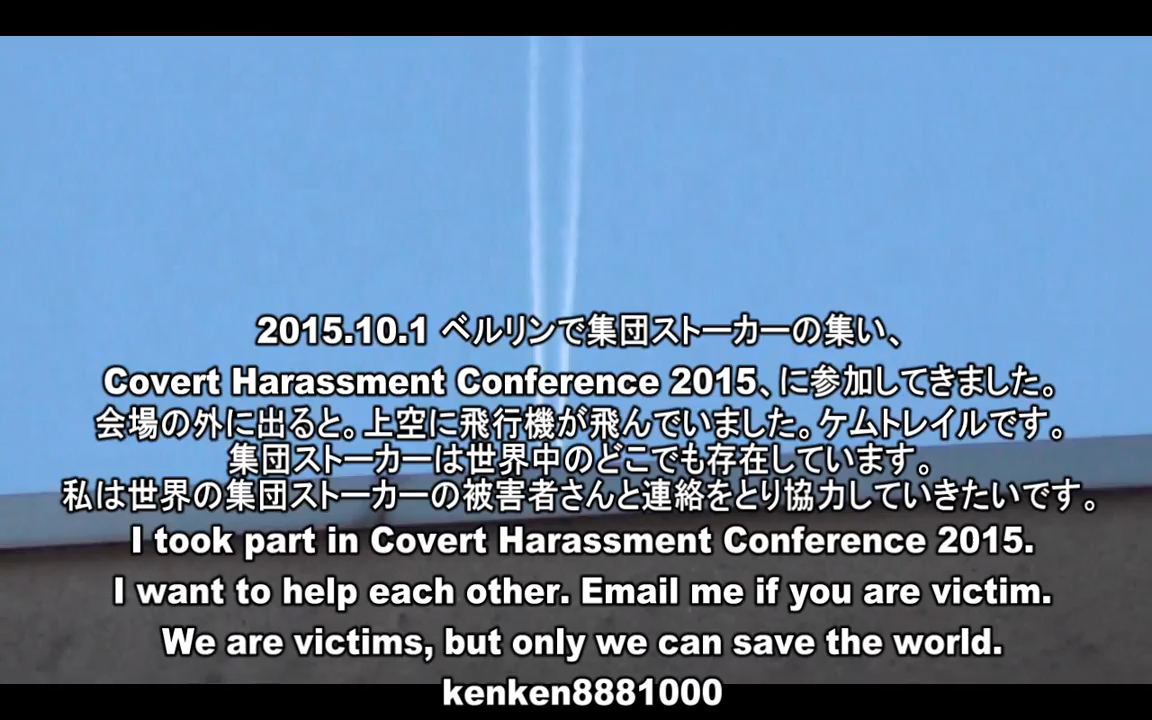 2015.10.1 ベルリンで集団ストーカーの集い、
Covert Harassment Conference 2015、に参加してきました。
会場の外に出ると。上空に飛行機が飛んでいました。ケムトレイルです。
集団ストーカーは世界中のどこでも存在しています。
私は世界の集団ストーカーの被害者さんと連絡をとり協力していきたいです。
I took part in Covert Harassment Conference 2015.
I want to help each other. Email me if you are victim.
We are victims, but only we can save the world.
kenken8881000